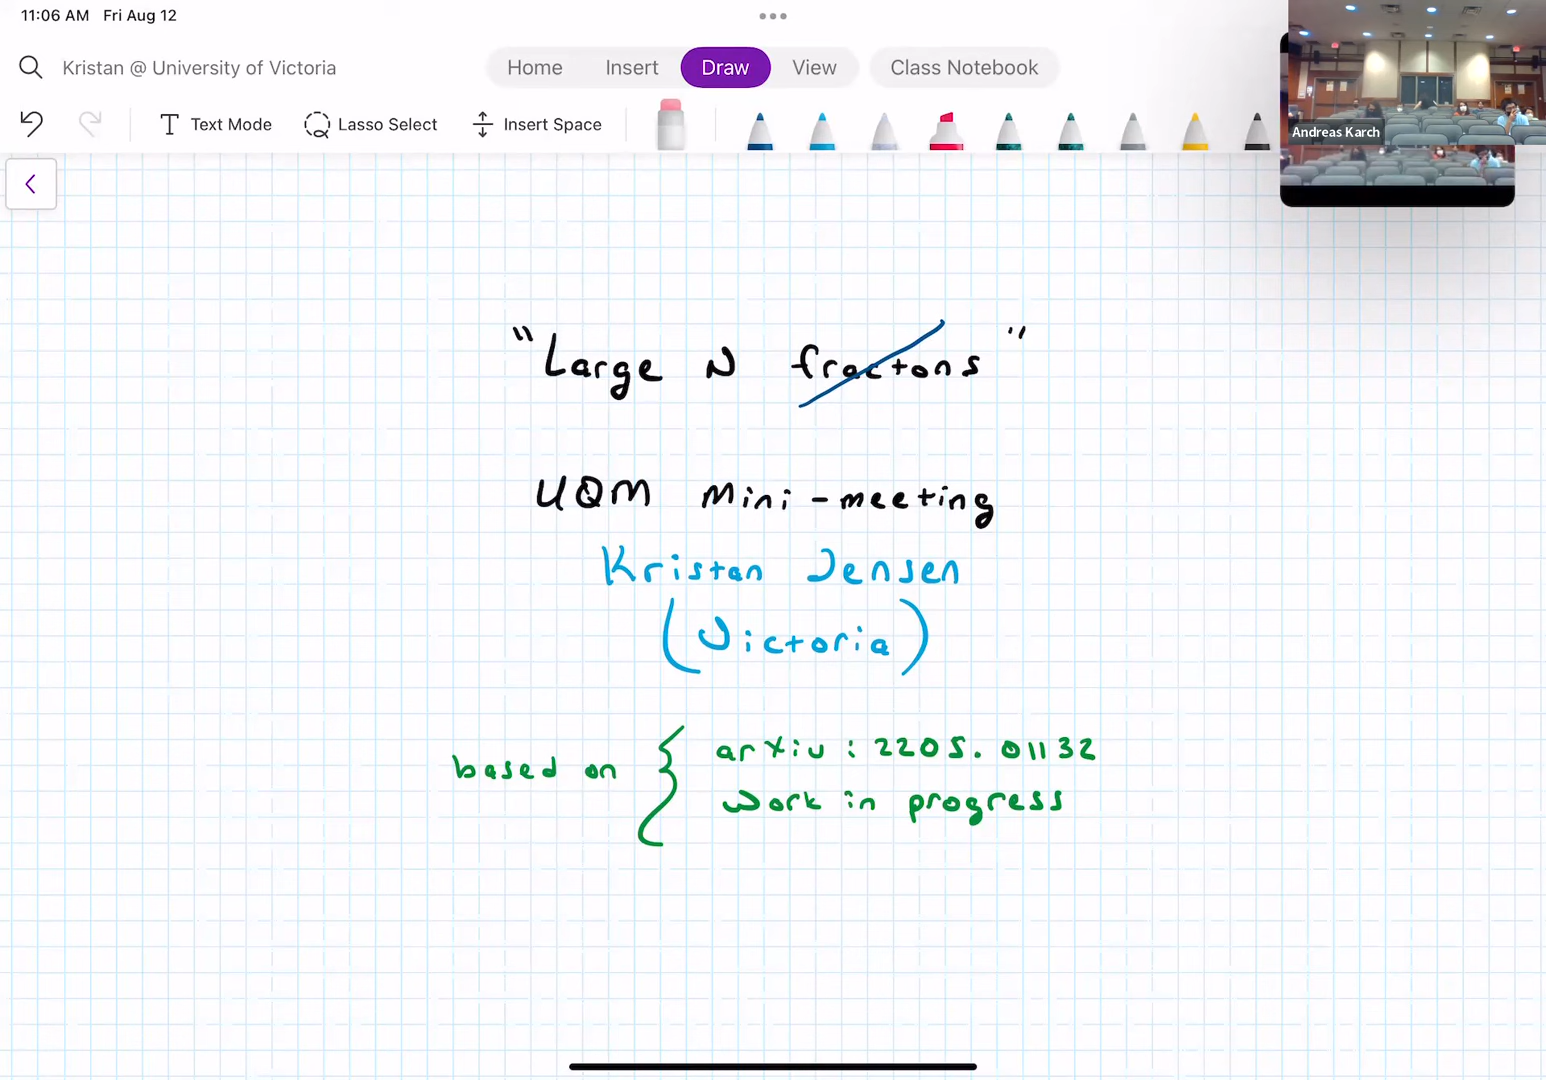 11:06 AM Fri Aug 12
Kristan @ University of Victoria
Home Insert Draw View Class Notebook
T Text Mode Lasso Select Insert Space
Andreas Karch
"Large N fractons"
UQM Mini-meeting
Kristan Jensen
(Victoria)
based on { arxiv: 2205.01132
work in progress